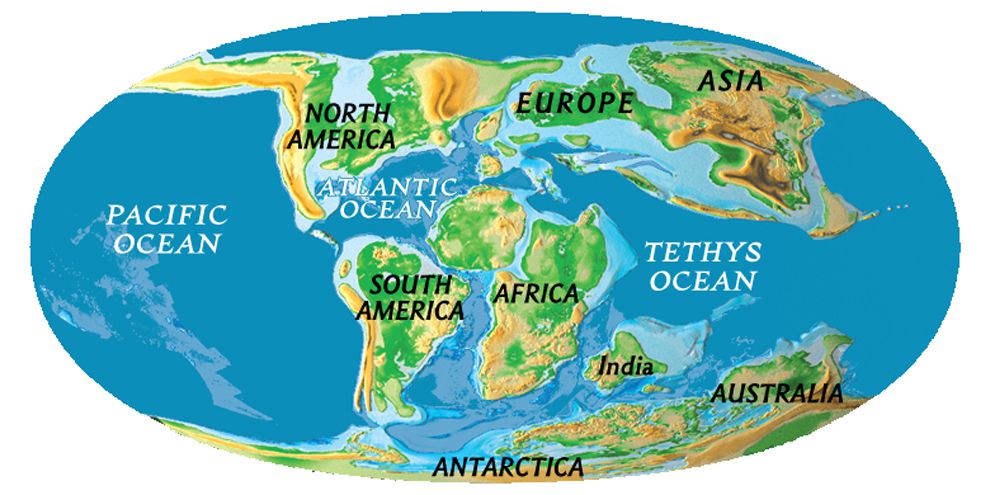 ASIA
EUROPE
NORTH
AMERICA
ATLANTIC
OCEAN
PACIFIC
OCEAN
TETHYS
OCEAN
SOUTH
AMERICA
AFRICA
India
AUSTRALIA
ANTARCTICA